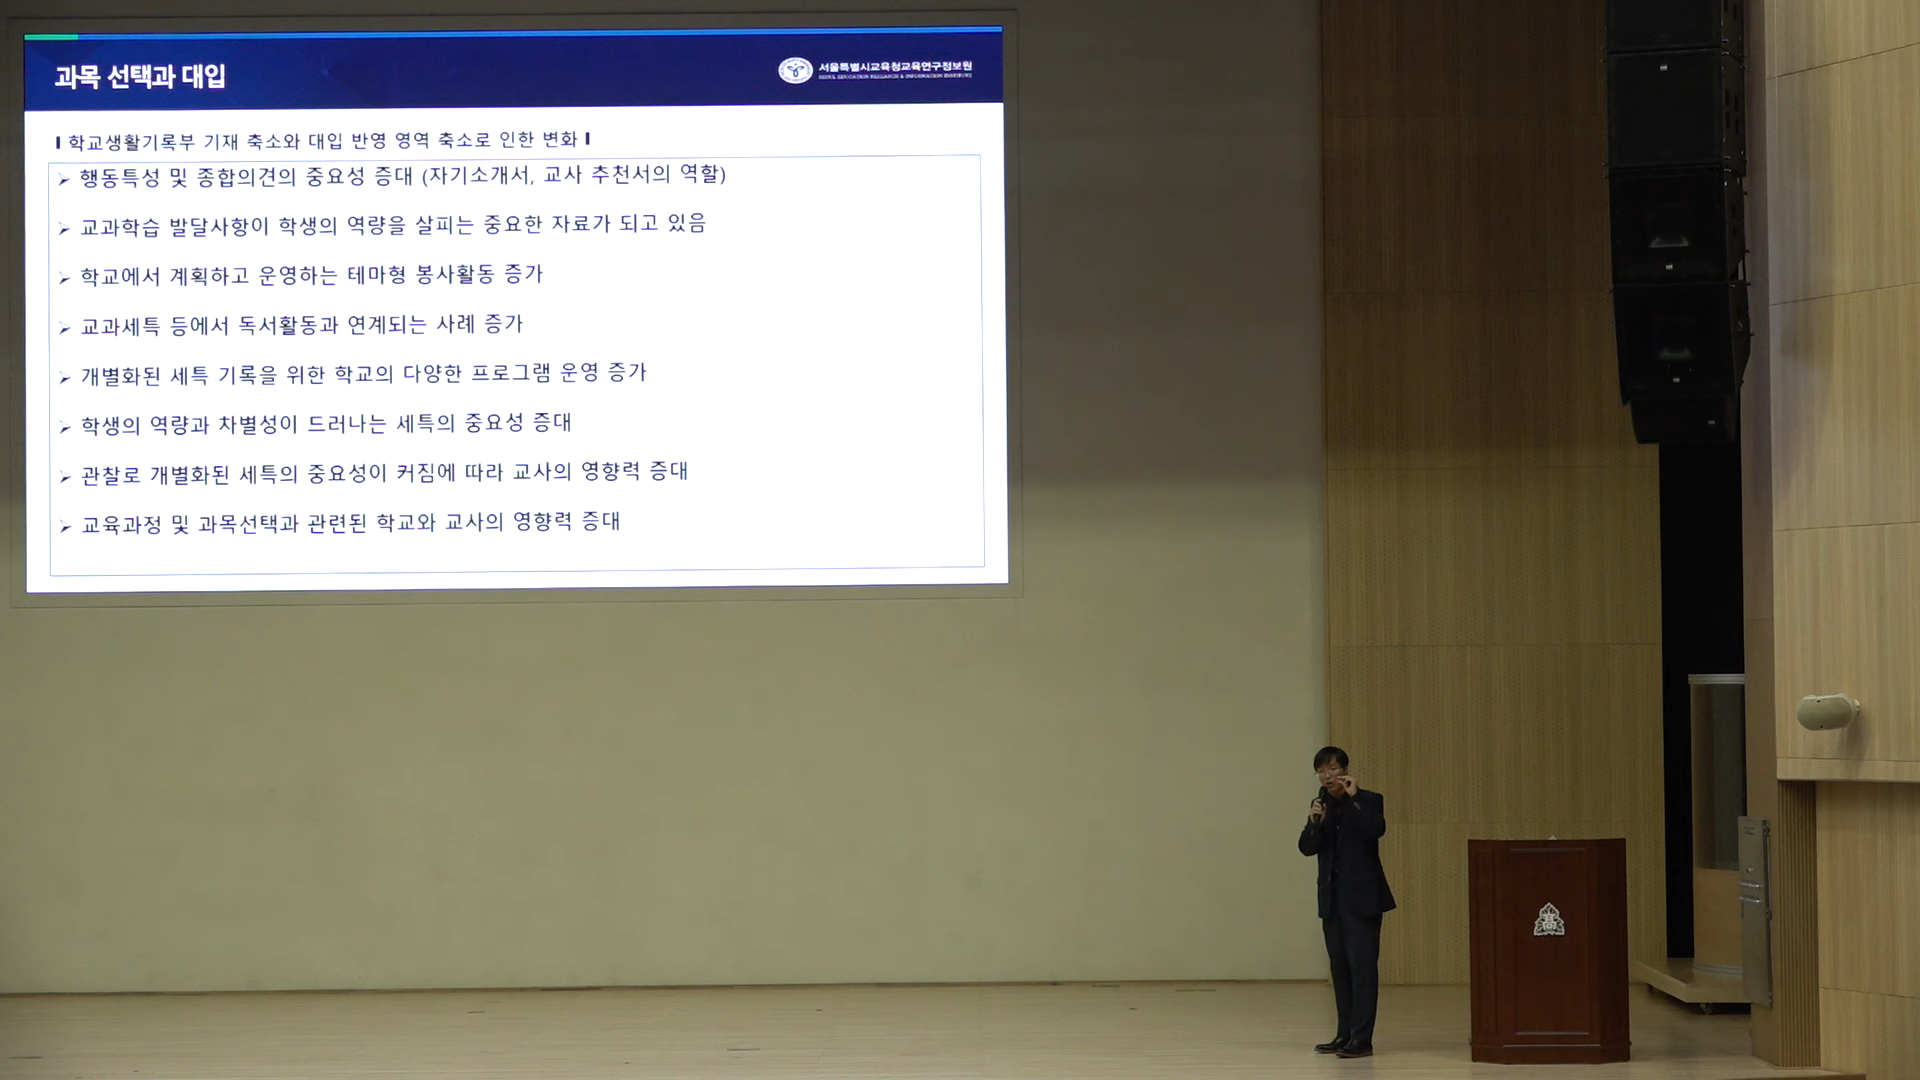 과목 선택과 대입
서울특별시교육청교육연구정보원
SEOUL EDUCATION RESEARCH & INFORMATION INSTITUTE
학교생활기록부 기재 축소와 대입 반영 영역 축소로 인한 변화
➢ 행동특성 및 종합의견의 중요성 증대 (자기소개서, 교사 추천서의 역할)
➢ 교과학습 발달사항이 학생의 역량을 살피는 중요한 자료가 되고 있음
➢ 학교에서 계획하고 운영하는 테마형 봉사활동 증가
➢ 교과세특 등에서 독서활동과 연계되는 사례 증가
➢ 개별화된 세특 기록을 위한 학교의 다양한 프로그램 운영 증가
➢ 학생의 역량과 차별성이 드러나는 세특의 중요성 증대
➢ 관찰로 개별화된 세특의 중요성이 커짐에 따라 교사의 영향력 증대
➢ 교육과정 및 과목선택과 관련된 학교와 교사의 영향력 증대
高